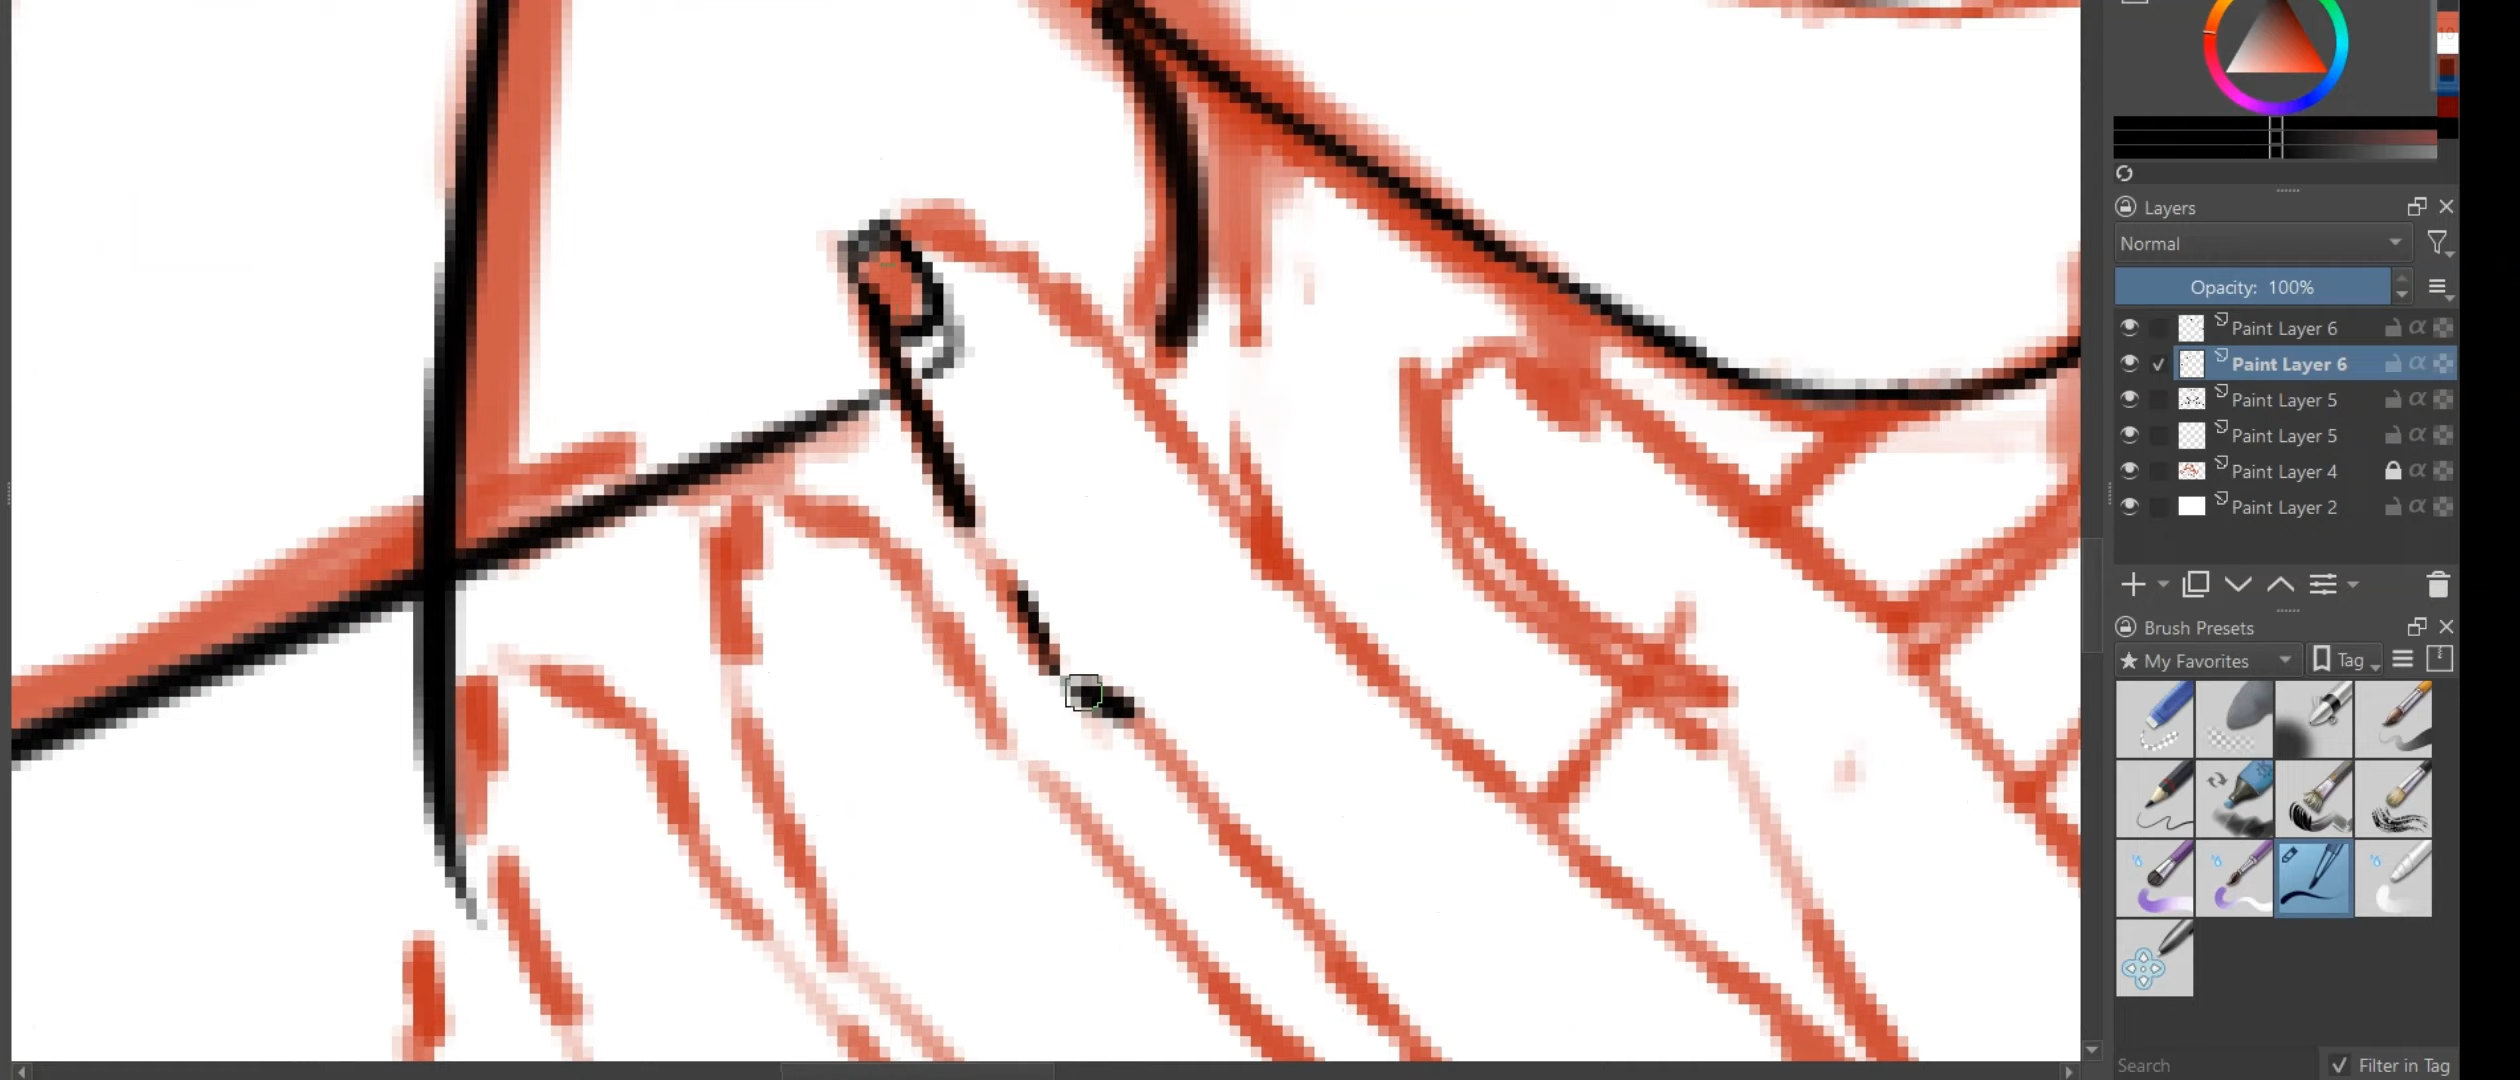 Layers
Normal
Opacity: 100%
Paint Layer 6
Paint Layer 6
Paint Layer 5
Paint Layer 5
Paint Layer 4
Paint Layer 2
Brush Presets
My Favorites
Tag
Search
Filter in Tag